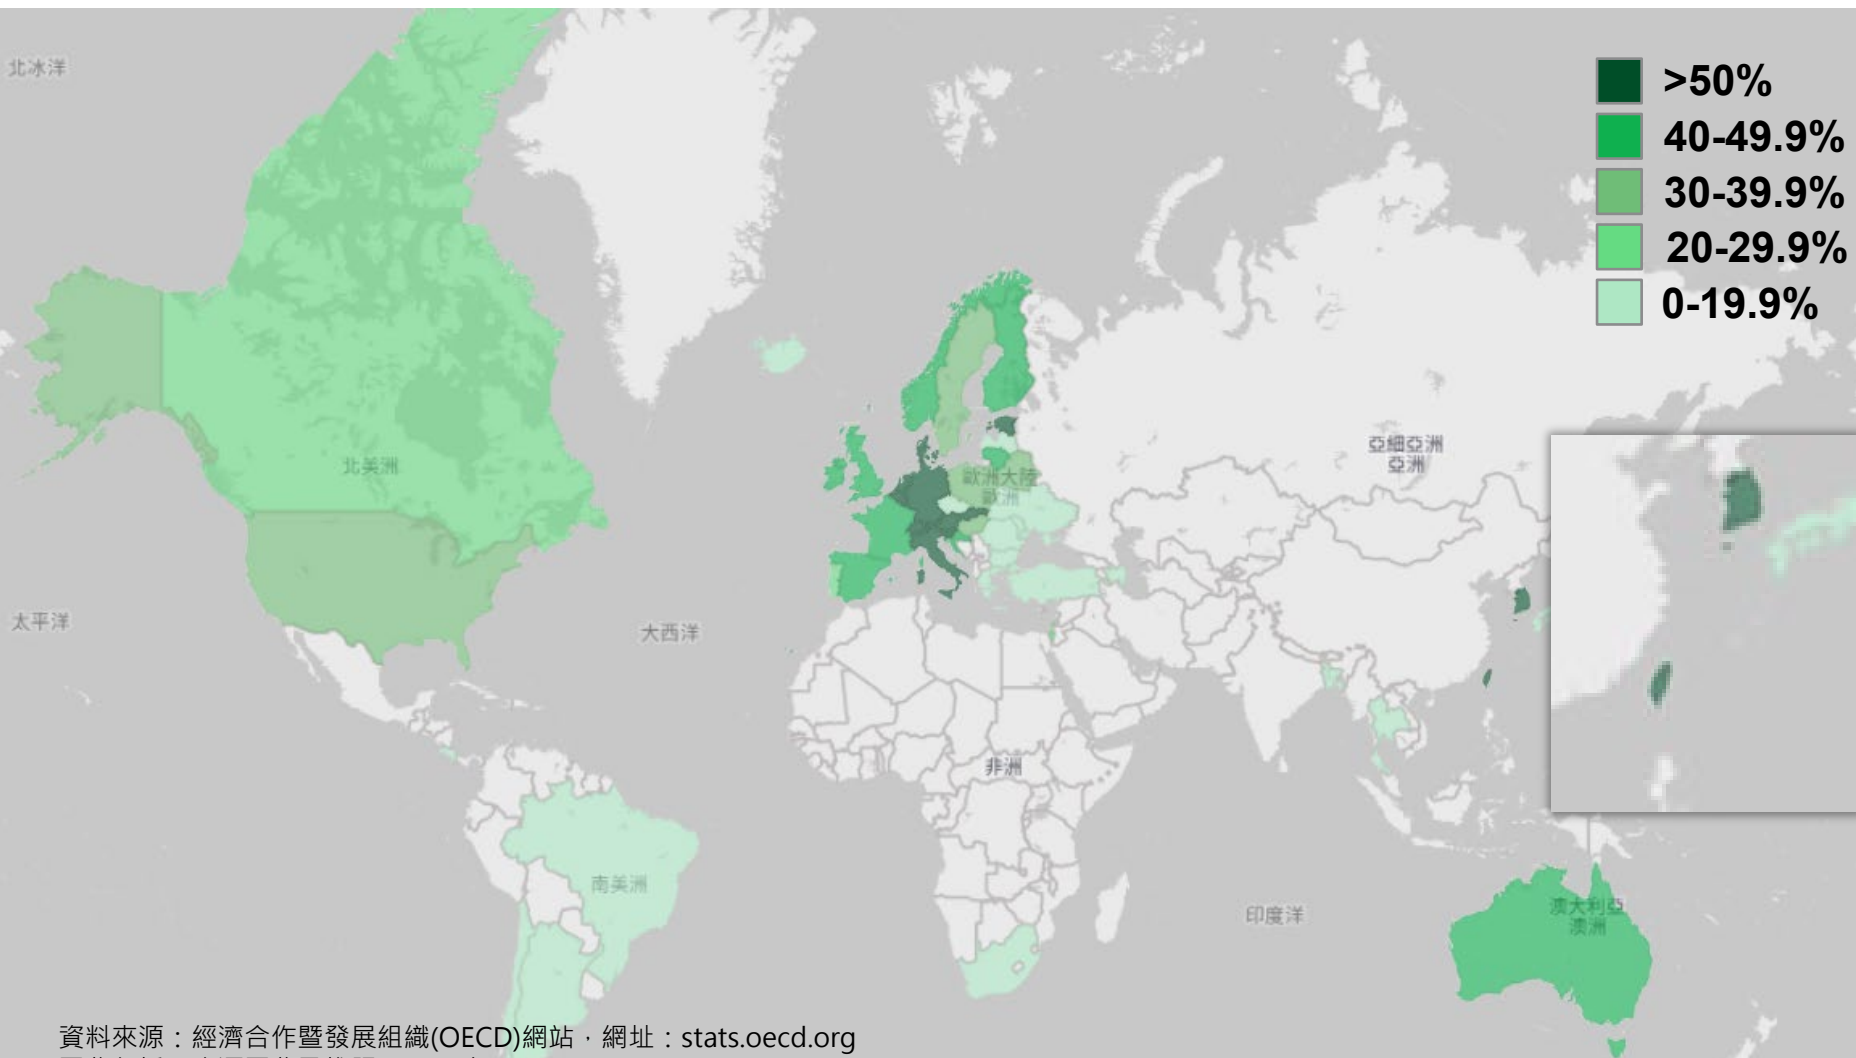 北冰洋
>50%
40-49.9%
30-39.9%
20-29.9%
0-19.9%
亞細亞洲
亞洲
北美洲
歐洲大陸
歐洲
太平洋
大西洋
非洲
南美洲
印度洋
澳大利亞
澳洲
資料來源：經濟合作暨發展組織(OECD)網站，網址：stats.oecd.org